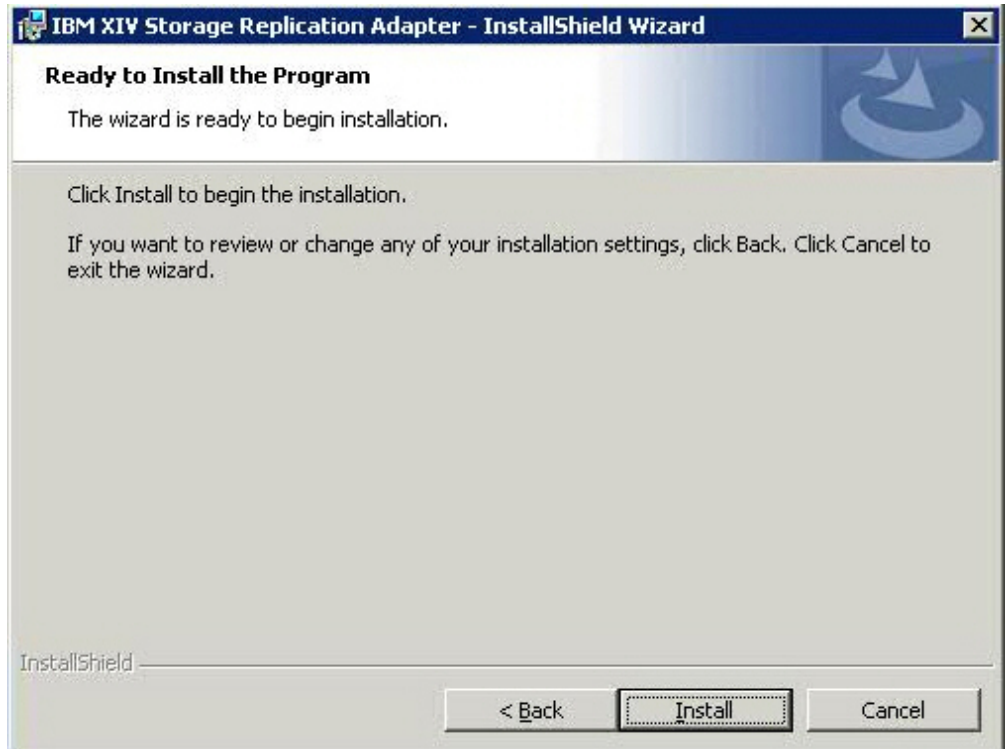 IBM XIV Storage Replication Adapter - InstallShield Wizard
Ready to Install the Program
The wizard is ready to begin installation.
Click Install to begin the installation.
If you want to review or change any of your installation settings, click Back. Click Cancel to
exit the wizard.
InstallShield
< Back Install Cancel